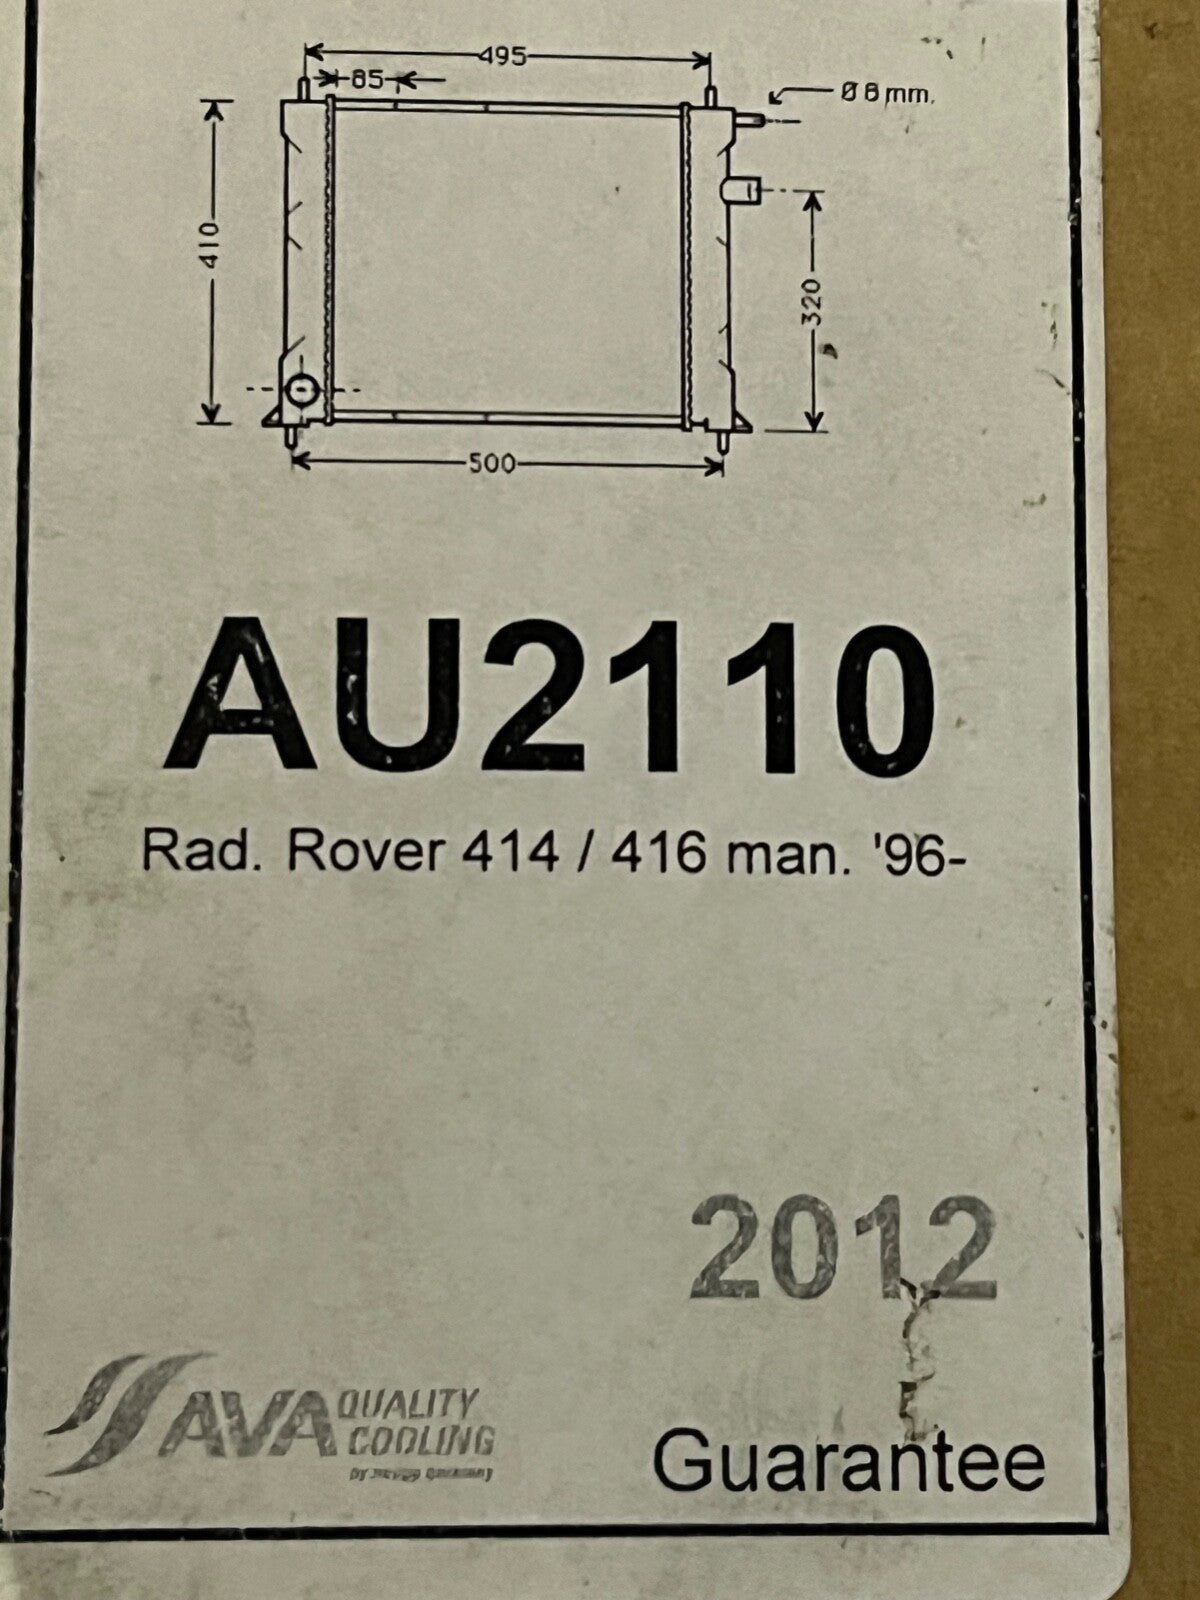 495
85
Ø 8 mm.
410
320
500
AU2110
Rad. Rover 414 / 416 man. '96-
2012
AVA QUALITY
COOLING
Guarantee